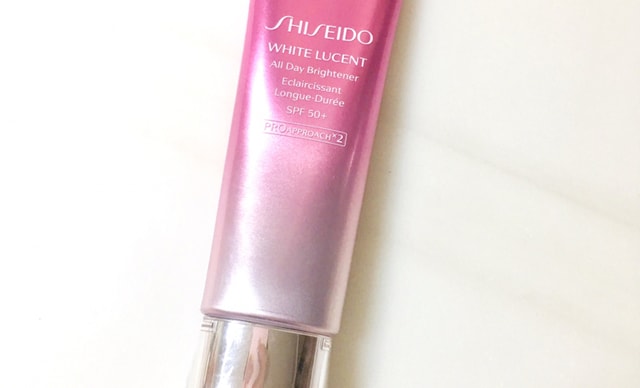 SHISEIDO
WHITE LUCENT
All Day Brightener
Eclaircissant
Longue-Durée
SPF 50+
PRO APPROACH×2